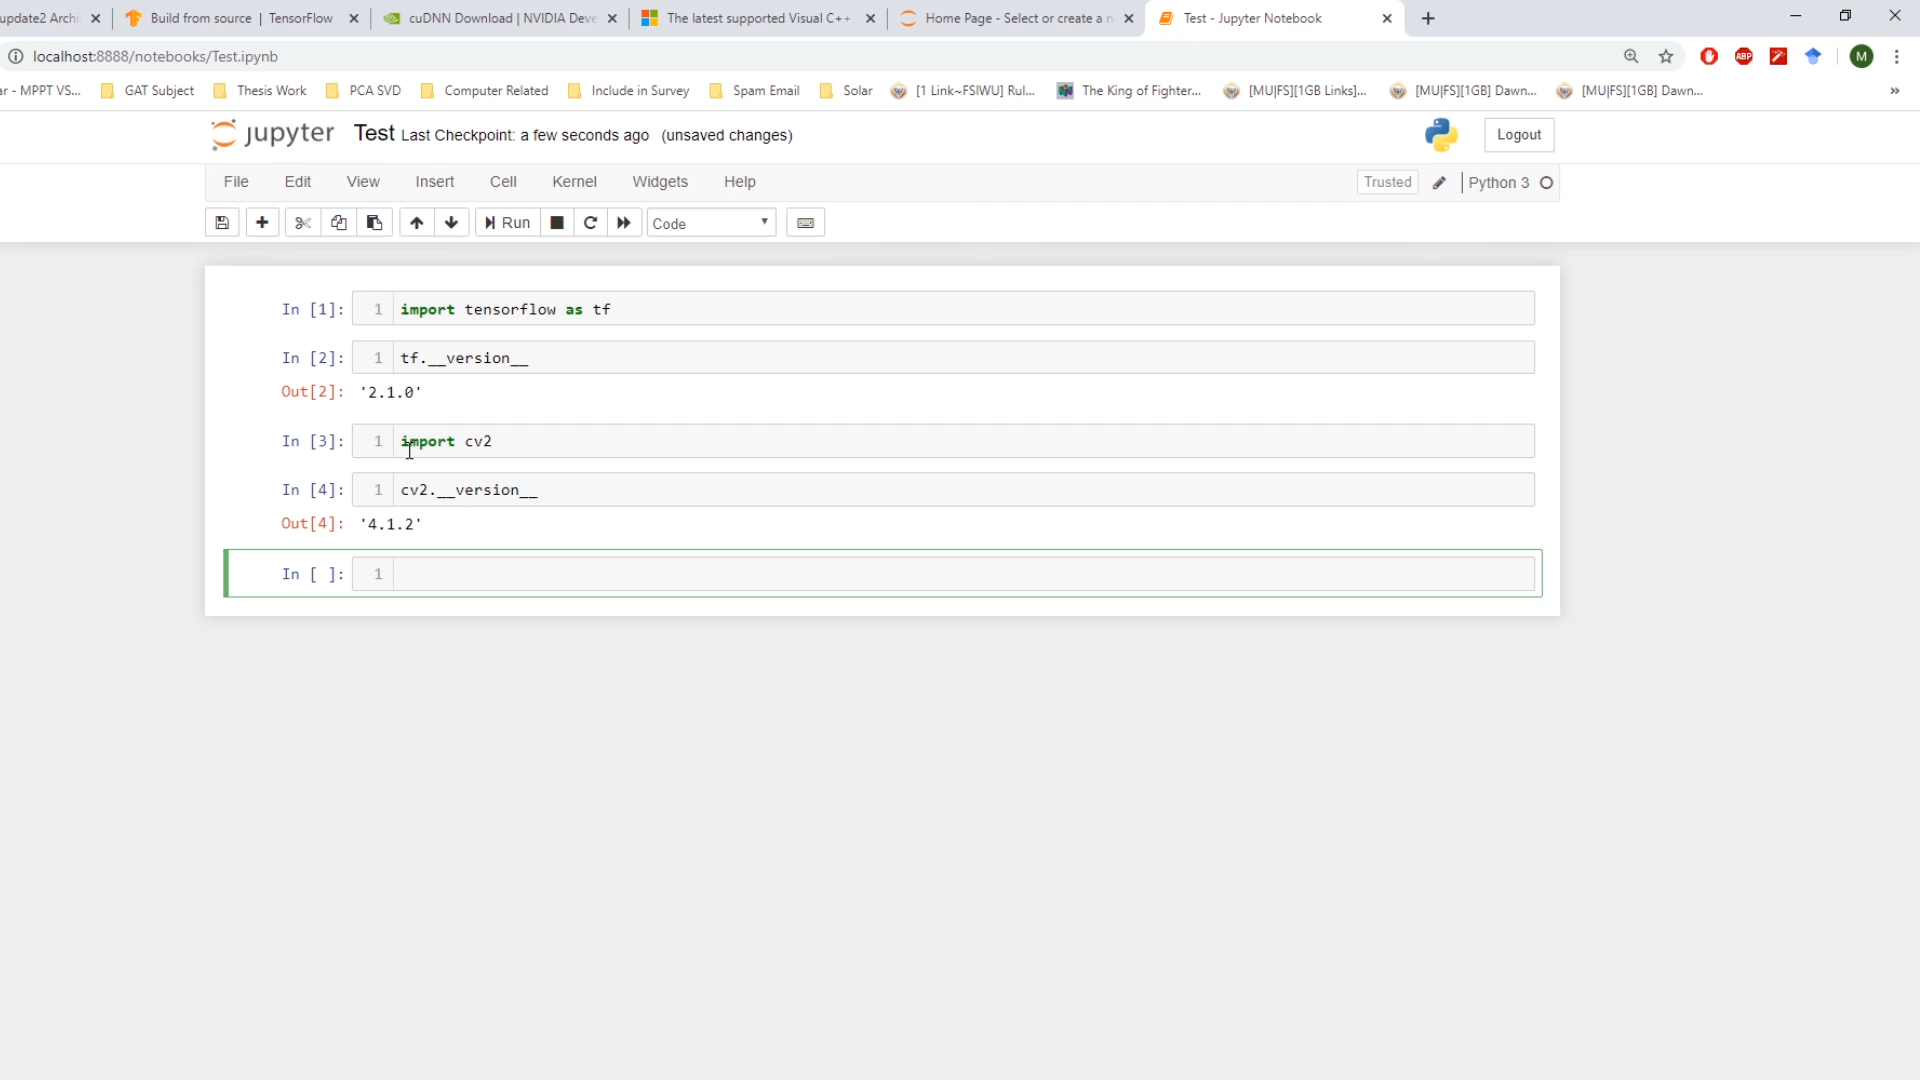 update2 Archi
Build from source | TensorFlow
cuDNN Download | NVIDIA Deve
The latest supported Visual C++
Home Page - Select or create a n
Test - Jupyter Notebook
localhost:8888/notebooks/Test.ipynb
ABP
M
ar - MPPT VS...
GAT Subject
Thesis Work
PCA SVD
Computer Related
Include in Survey
Spam Email
Solar
[1 Link~FSIWU] Rul...
The King of Fighter...
[MU|FS][1GB Links]...
[MU|FS][1GB] Dawn...
[MU|FS][1GB] Dawn...
»
jupyter Test Last Checkpoint: a few seconds ago (unsaved changes)
Logout
File Edit View Insert Cell Kernel Widgets Help
Trusted
Python 3
Run
Code
In [1]: 1 import tensorflow as tf
In [2]: 1 tf.__version__
Out[2]: '2.1.0'
In [3]: 1 import cv2
In [4]: 1 cv2.__version__
Out[4]: '4.1.2'
In [ ]: 1